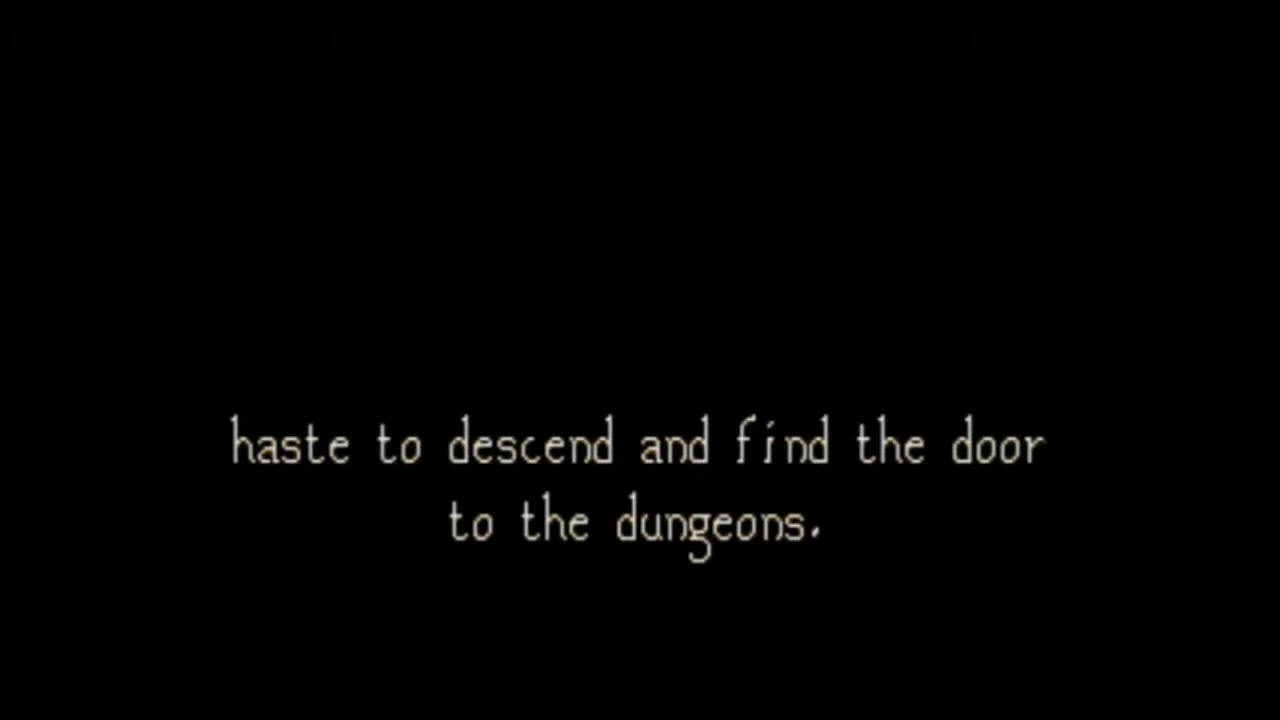 haste to descend and find the door
to the dungeons.